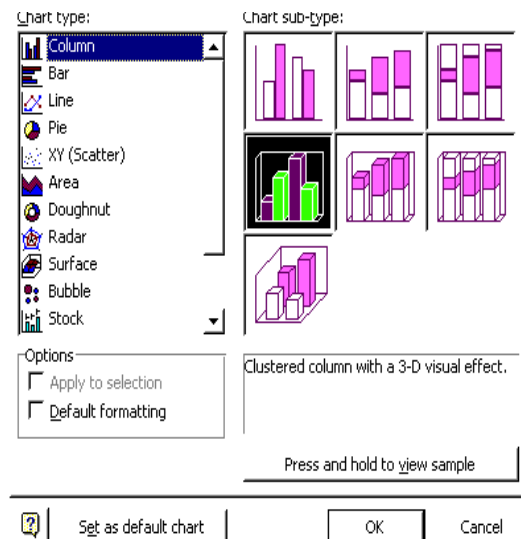 Chart type:
Chart sub-type:
Column
Bar
Line
Pie
XY (Scatter)
Area
Doughnut
Radar
Surface
Bubble
Stock
Options
Apply to selection
Default formatting
Clustered column with a 3-D visual effect.
Press and hold to view sample
Set as default chart
OK
Cancel